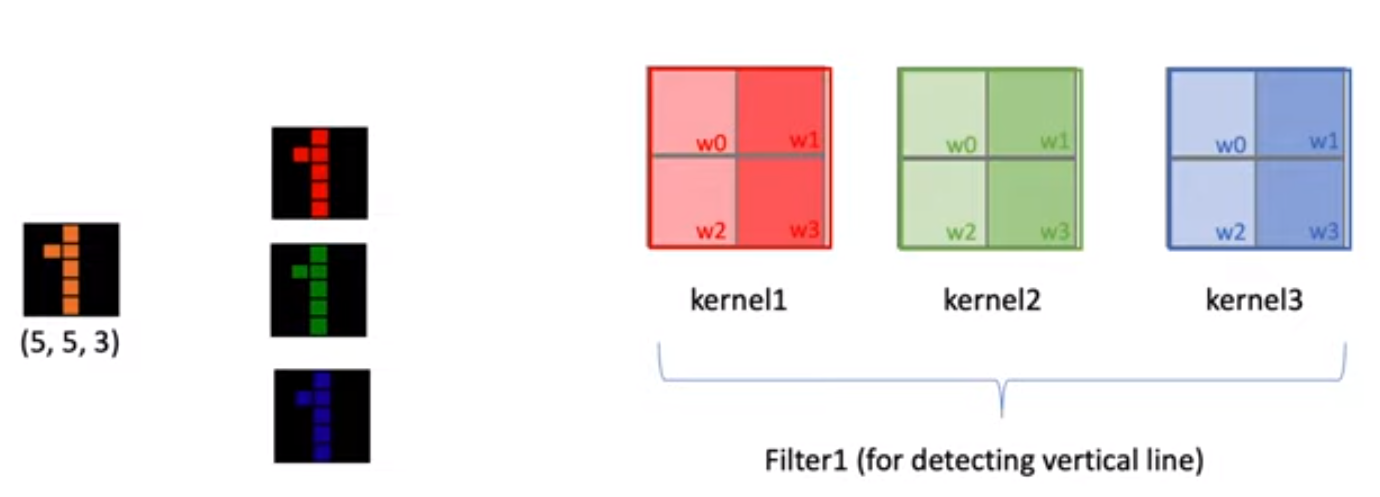 (5, 5, 3)
w0 w1
w2 w3
kernel1
w0 w1
w2 w3
kernel2
w0 w1
w2 w3
kernel3
Filter1 (for detecting vertical line)